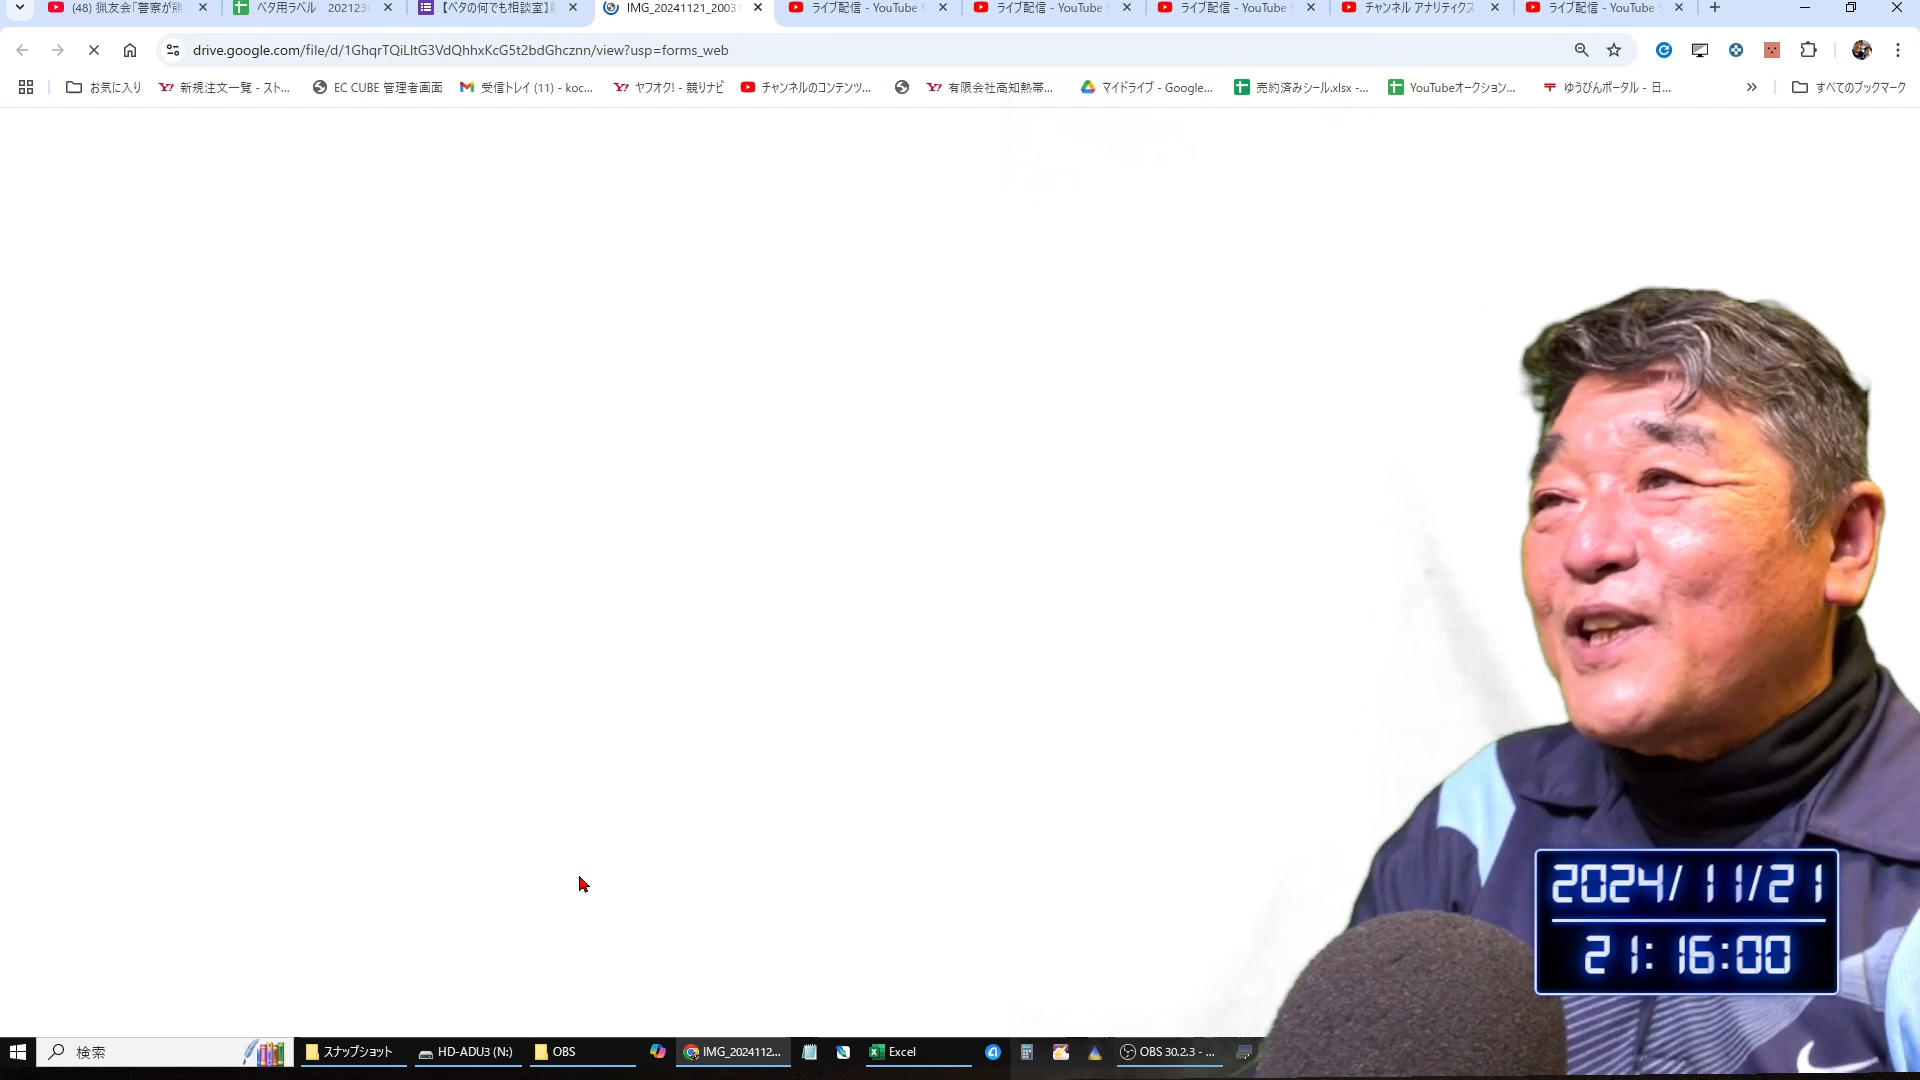 (48) 猟友会「警察が熊
ベタ用ラベル 202123
【ベタの何でも相談室】
IMG_20241121_2003
ライブ配信 - YouTube S
ライブ配信 - YouTube S
ライブ配信 - YouTube S
チャンネル アナリティクス
ライブ配信 - YouTube S
drive.google.com/file/d/1GhqrTQiLltG3VdQhhxKcG5t2bdGhcznn/view?usp=forms_web
お気に入り
新規注文一覧 - スト...
EC CUBE 管理者画面
受信トレイ (11) - koc...
ヤフオク! - 競りナビ
チャンネルのコンテンツ...
有限会社高知熱帯...
マイドライブ - Google...
売約済みシール.xlsx -...
YouTubeオークション...
ゆうびんポータル - 日...
»
すべてのブックマーク
2024/11/21
21:16:00
検索
スナップショット
HD-ADU3 (N:)
OBS
IMG_2024112...
Excel
OBS 30.2.3 - ...